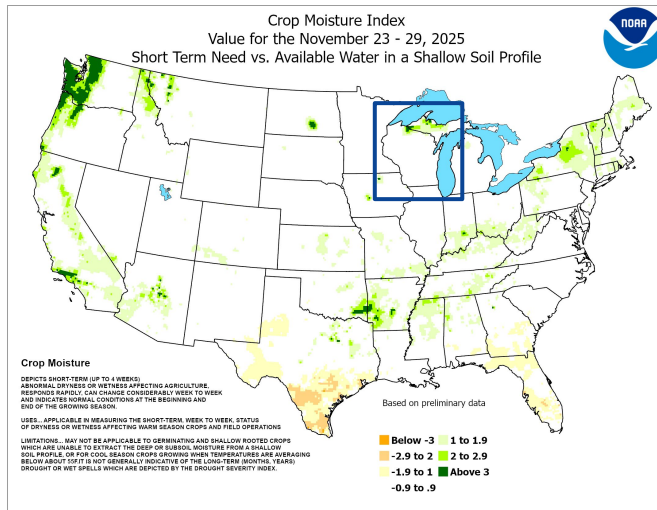 Crop Moisture Index
Value for the November 23 - 29, 2025
Short Term Need vs. Available Water in a Shallow Soil Profile
NOAA
Crop Moisture
DEPICTS SHORT-TERM (UP TO 4 WEEKS)
ABNORMAL DRYNESS OR WETNESS AFFECTING AGRICULTURE,
RESPONDS RAPIDLY, CAN CHANGE CONSIDERABLY WEEK TO WEEK
AND INDICATES NORMAL CONDITIONS AT THE BEGINNING AND
END OF THE GROWING SEASON.
USES... APPLICABLE IN MEASURING THE SHORT-TERM, WEEK TO WEEK, STATUS
OF DRYNESS OR WETNESS AFFECTING WARM SEASON CROPS AND FIELD OPERATIONS
LIMITATIONS... MAY NOT BE APPLICABLE TO GERMINATING AND SHALLOW ROOTED CROPS
WHICH ARE UNABLE TO EXTRACT THE DEEP OR SUBSOIL MOISTURE FROM A SHALLOW
SOIL PROFILE, OR FOR COOL SEASON CROPS GROWING WHEN TEMPERATURES ARE AVERAGING
BELOW ABOUT 55F.IT IS NOT GENERALLY INDICATIVE OF THE LONG-TERM (MONTHS, YEARS)
DROUGHT OR WET SPELLS WHICH ARE DEPICTED BY THE DROUGHT SEVERITY INDEX.
Based on preliminary data
Below -3
-2.9 to 2
-1.9 to 1
-0.9 to .9
1 to 1.9
2 to 2.9
Above 3